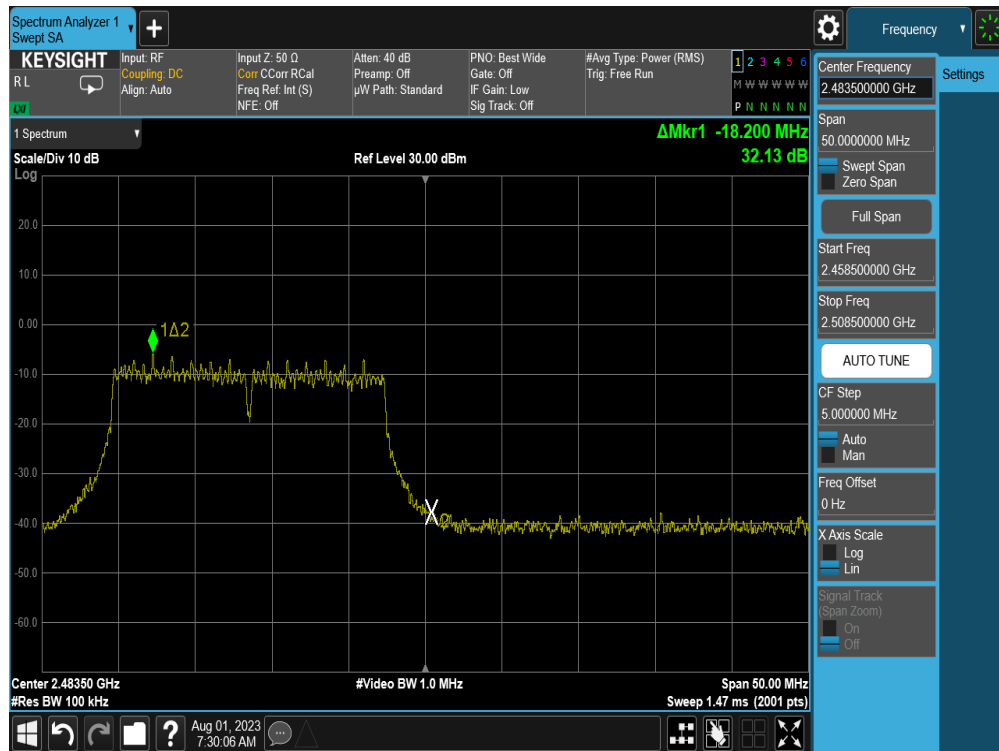 Spectrum Analyzer 1
Swept SA
+
Frequency
KEYSIGHT
RL
LXI
Input: RF
Coupling: DC
Align: Auto
Input Z: 50 Ω
Corr CCorr RCal
Freq Ref: Int (S)
NFE: Off
Atten: 40 dB
Preamp: Off
µW Path: Standard
PNO: Best Wide
Gate: Off
IF Gain: Low
Sig Track: Off
#Avg Type: Power (RMS)
Trig: Free Run
1 2 3 4 5 6
M W W W W W
P N N N N N
Center Frequency
2.483500000 GHz
Settings
Span
50.0000000 MHz
Swept Span
Zero Span
Full Span
Start Freq
2.458500000 GHz
Stop Freq
2.508500000 GHz
AUTO TUNE
CF Step
5.000000 MHz
Auto
Man
Freq Offset
0 Hz
X Axis Scale
Log
Lin
Signal Track
(Span Zoom)
On
Off
1 Spectrum
ΔMkr1 -18.200 MHz
32.13 dB
Scale/Div 10 dB
Ref Level 30.00 dBm
Log
20.0
10.0
0.00
1Δ2
-10.0
-20.0
-30.0
-40.0
X
2
-50.0
-60.0
Center 2.48350 GHz
#Video BW 1.0 MHz
Span 50.00 MHz
#Res BW 100 kHz
Sweep 1.47 ms (2001 pts)
?
Aug 01, 2023
7:30:06 AM